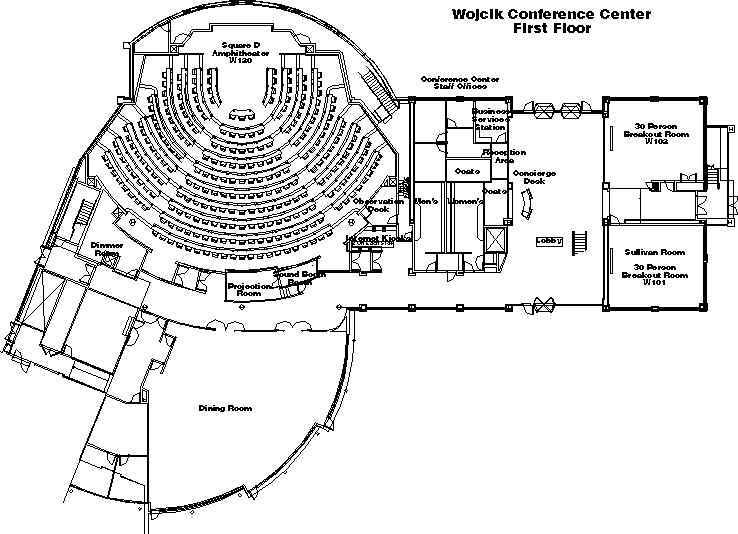 Wojcik Conference Center
First Floor
Square D
Amphitheater
W120
Conference Center
Staff Offices
Business
Services
Station
30 Person
Breakout Room
W102
Reception
Area
Coats
Concierge
Desk
Coats
Observation
Deck
Men's
Women's
Internet Kiosks
Lobby
Dimmer
Room
Sullivan Room
30 Person
Breakout Room
W101
Sound Booth
Room
Projection
Room
Dining Room